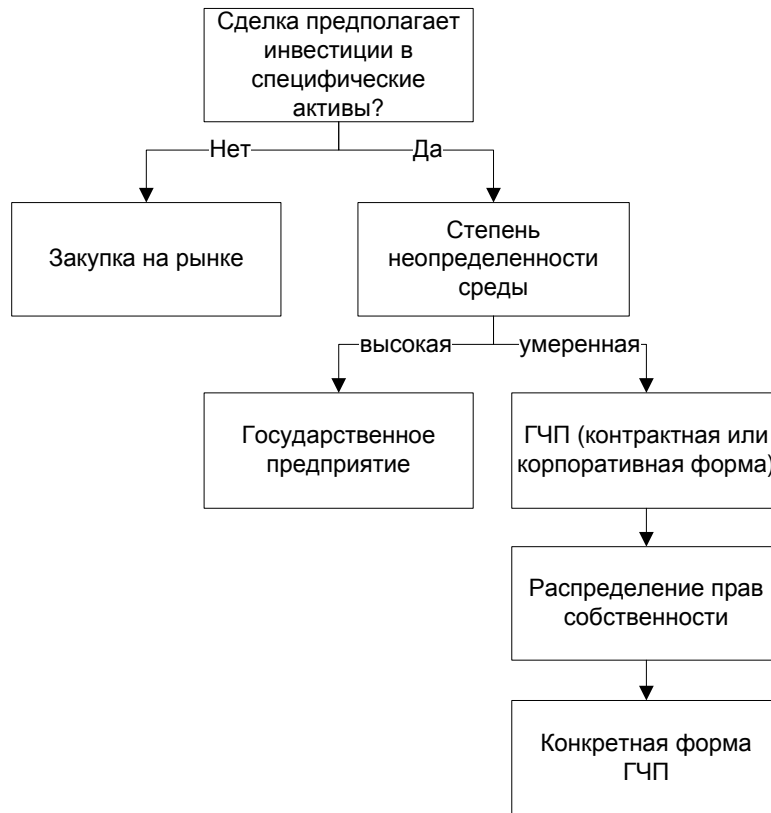 Сделка предполагает
инвестиции в
специфические
активы?
Нет
Да
Закупка на рынке
Степень
неопределенности
среды
высокая
умеренная
Государственное
предприятие
ГЧП (контрактная или
корпоративная форма)
Распределение прав
собственности
Конкретная форма
ГЧП